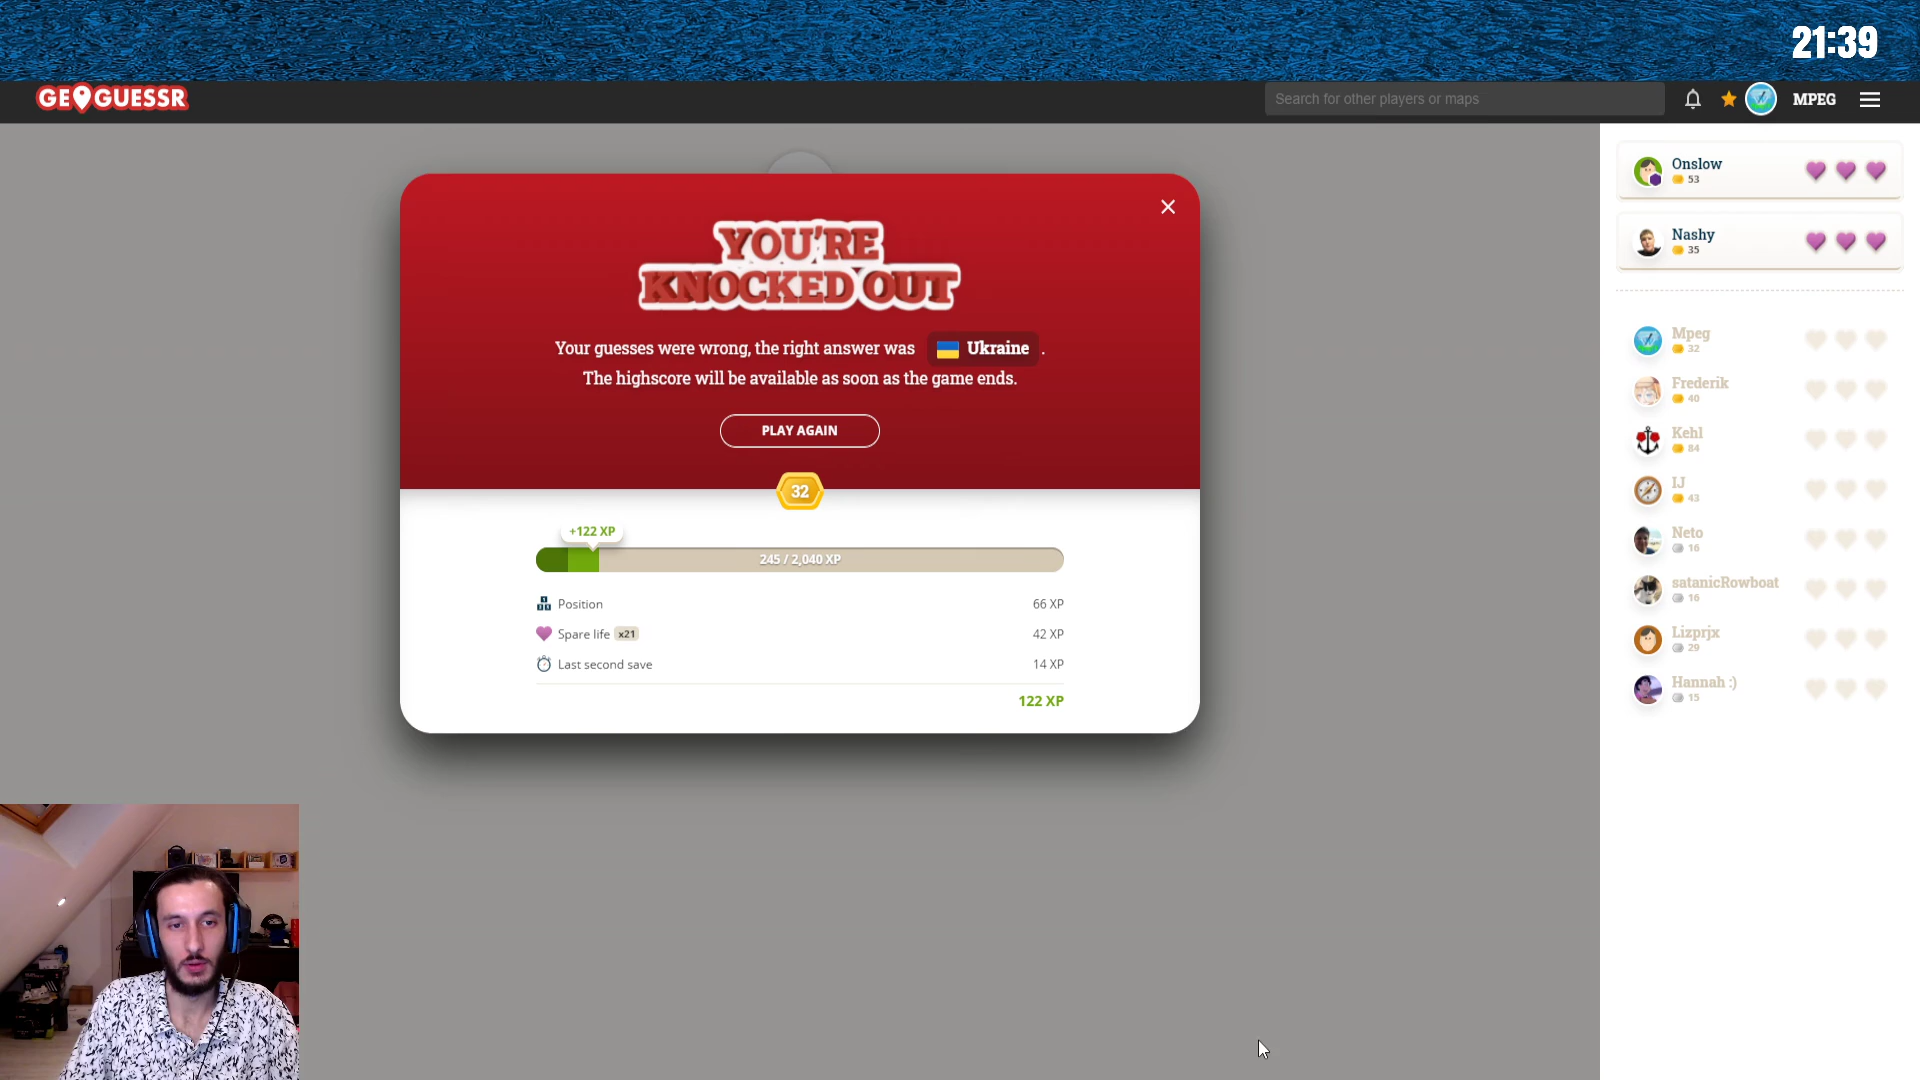 21:39
GEOGUESSR
Search for other players or maps
MPEG
YOU'RE
KNOCKED OUT
Your guesses were wrong, the right answer was Ukraine .
The highscore will be available as soon as the game ends.
PLAY AGAIN
32
+122 XP
245 / 2,040 XP
Position 66 XP
Spare life x21 42 XP
Last second save 14 XP
122 XP
Onslow
53
Nashy
35
Mpeg
32
Frederik
40
Kehl
84
IJ
43
Neto
16
satanicRowboat
16
Lizprjx
29
Hannah :)
15